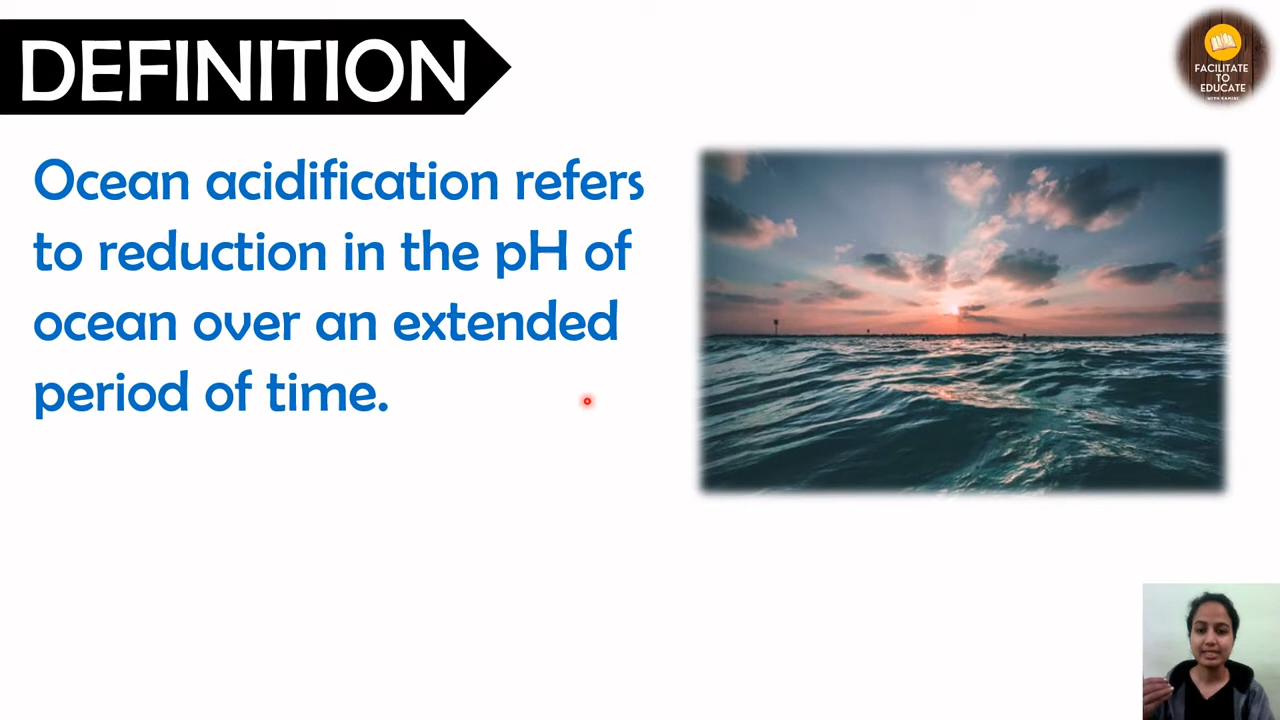 DEFINITION
FACILITATE
TO
EDUCATE
Ocean acidification refers
to reduction in the pH of
ocean over an extended
period of time.